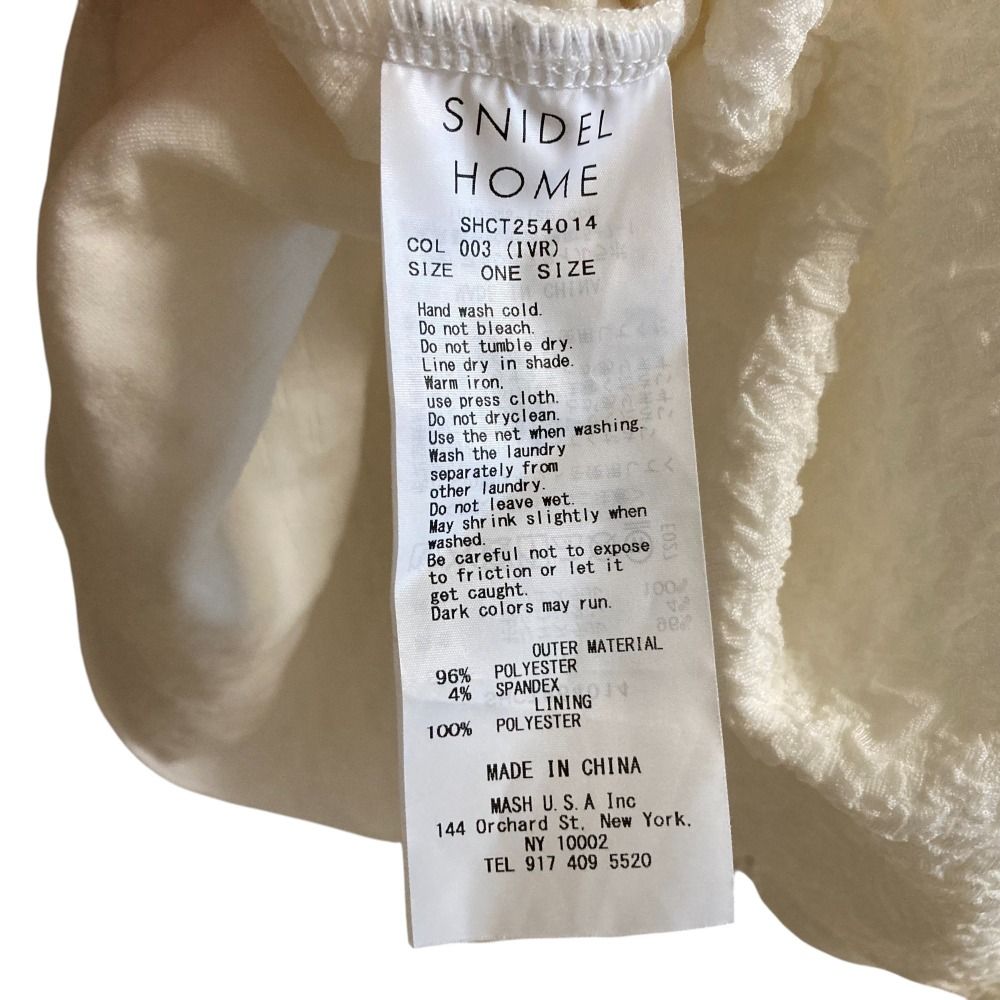 SNIDEL
HOME
SHCT254014
COL 003 (IVR)
SIZE ONE SIZE
Hand wash cold.
Do not bleach.
Do not tumble dry.
Line dry in shade.
Warm iron.
use press cloth.
Do not dryclean.
Use the net when washing.
Wash the laundry
separately from
other laundry.
Do not leave wet.
May shrink slightly when
washed.
Be careful not to expose
to friction or let it
get caught.
Dark colors may run.
OUTER MATERIAL
96% POLYESTER
4% SPANDEX
LINING
100% POLYESTER
MADE IN CHINA
MASH U.S.A Inc
144 Orchard St, New York,
NY 10002
TEL 917 409 5520